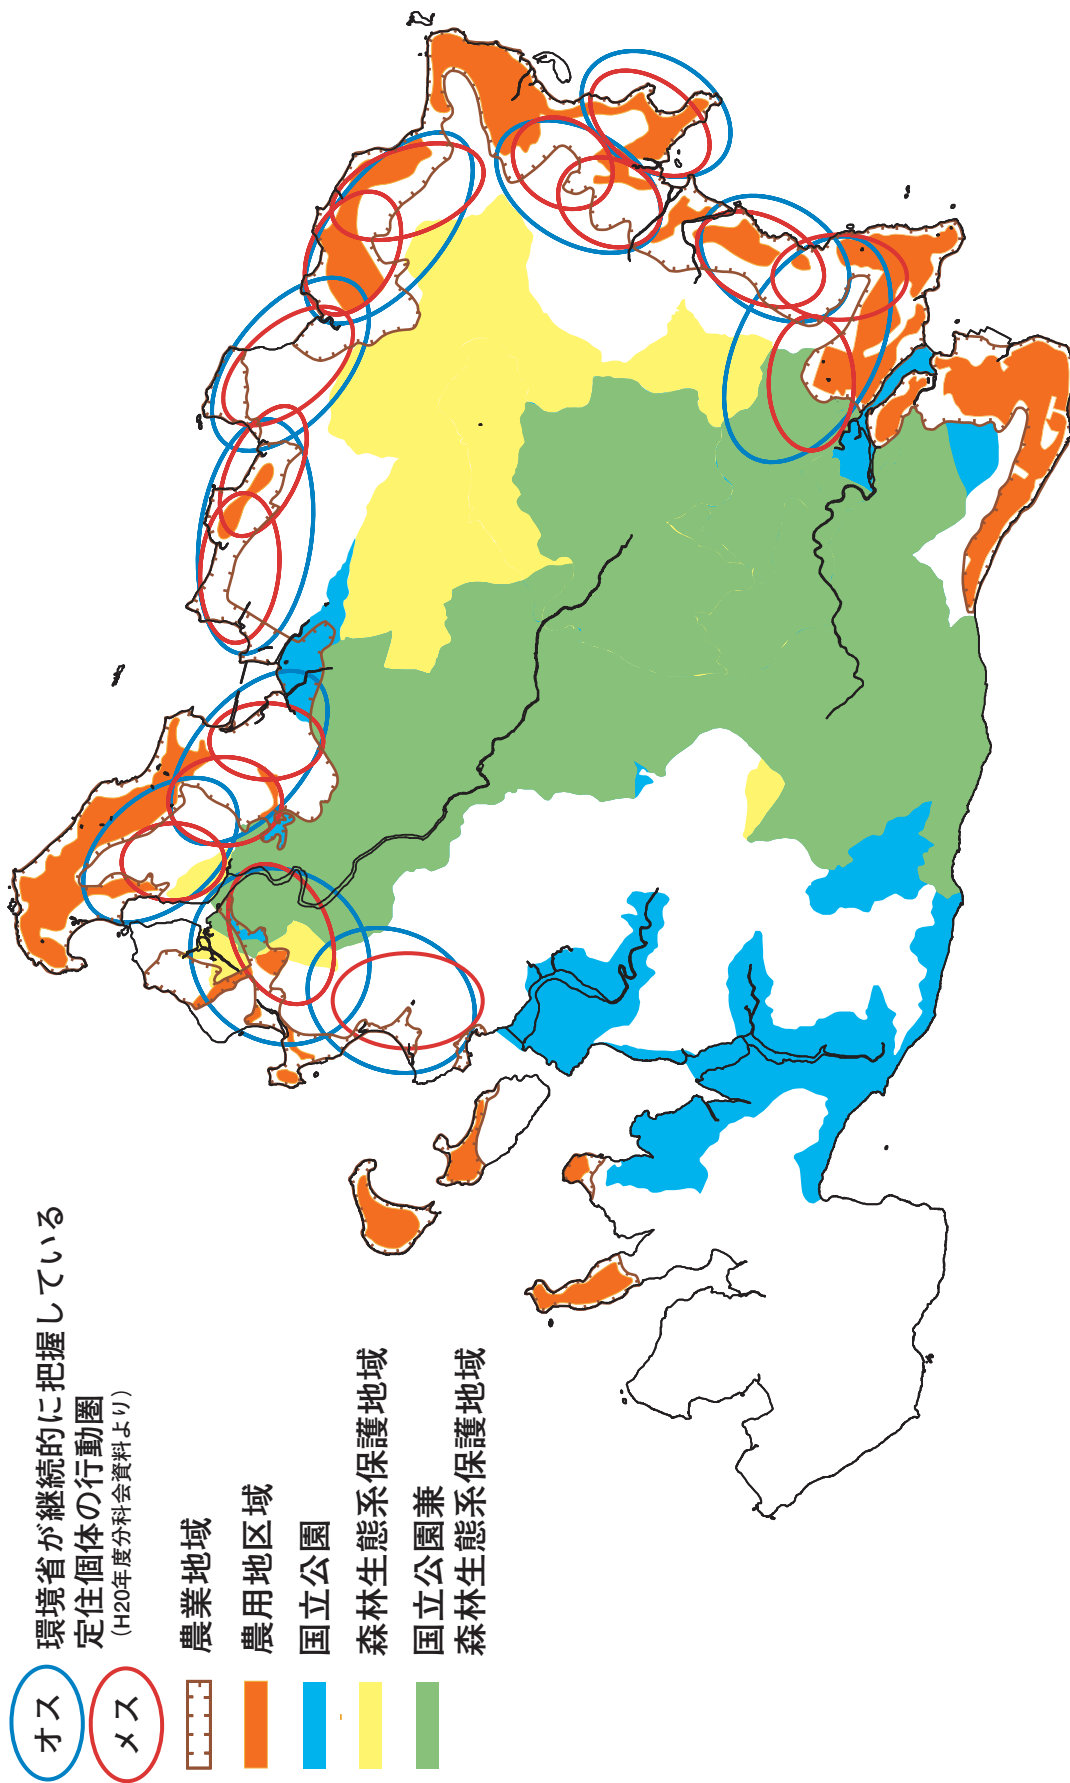 オス
メス
環境省が継続的に把握している
定住個体の行動圏
(H20年度分科会資料より)
農業地域
農用地区域
国立公園
森林生態系保護地域
国立公園兼
森林生態系保護地域